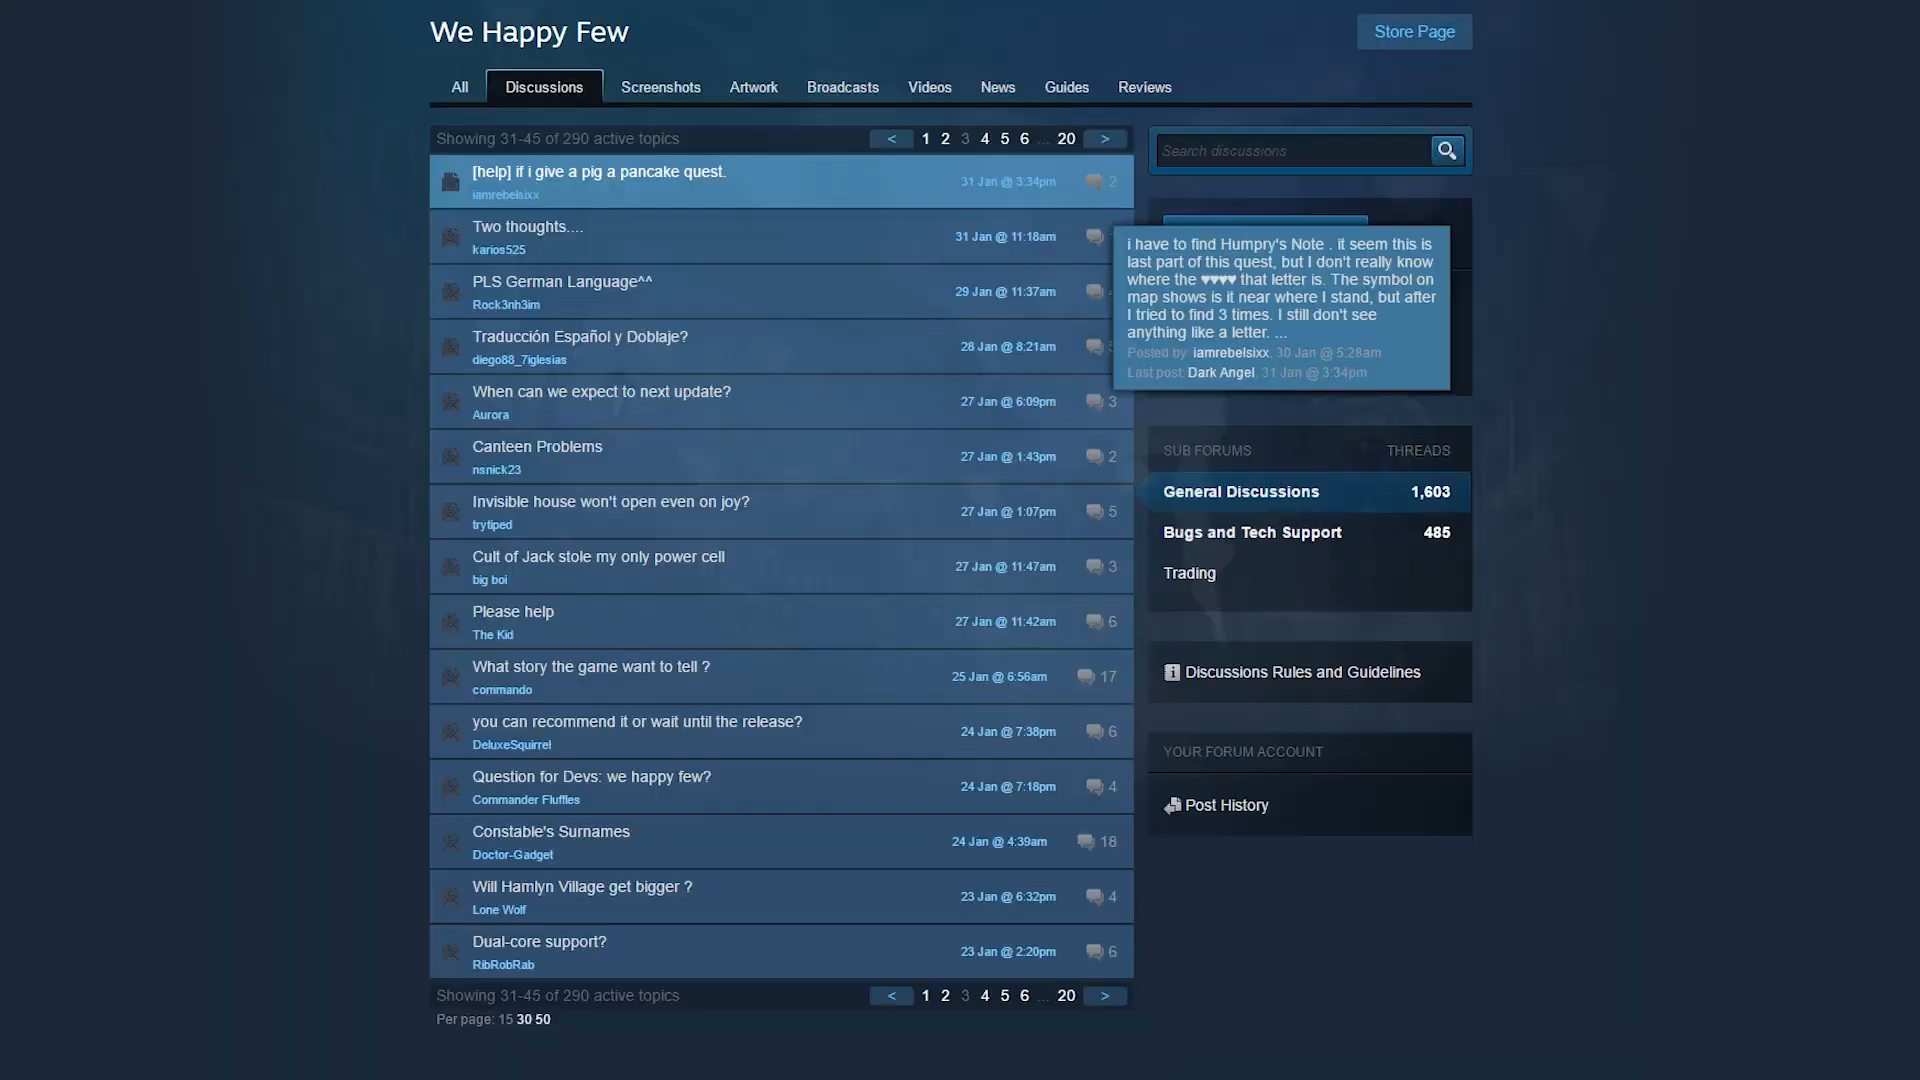 We Happy Few
Store Page
All Discussions Screenshots Artwork Broadcasts Videos News Guides Reviews
Showing 31-45 of 290 active topics
< 1 2 3 4 5 6 ... 20 >
Search discussions
[help] if i give a pig a pancake quest.
iamrebelsixx
31 Jan @ 3:34pm 2
Two thoughts....
karios525
31 Jan @ 11:18am
PLS German Language^^
Rock3nh3im
29 Jan @ 11:37am
Traducción Español y Doblaje?
diego88_7iglesias
28 Jan @ 8:21am
When can we expect to next update?
Aurora
27 Jan @ 6:09pm 3
Canteen Problems
nsnick23
27 Jan @ 1:43pm 2
Invisible house won't open even on joy?
trytiped
27 Jan @ 1:07pm 5
Cult of Jack stole my only power cell
big boi
27 Jan @ 11:47am 3
Please help
The Kid
27 Jan @ 11:42am 6
What story the game want to tell ?
commando
25 Jan @ 6:56am 17
you can recommend it or wait until the release?
DeluxeSquirrel
24 Jan @ 7:38pm 6
Question for Devs: we happy few?
Commander Fluffles
24 Jan @ 7:18pm 4
Constable's Surnames
Doctor-Gadget
24 Jan @ 4:39am 18
Will Hamlyn Village get bigger ?
Lone Wolf
23 Jan @ 6:32pm 4
Dual-core support?
RibRobRab
23 Jan @ 2:20pm 6
Showing 31-45 of 290 active topics
< 1 2 3 4 5 6 ... 20 >
Per page: 15 30 50
i have to find Humpry's Note . it seem this is
last part of this quest, but I don't really know
where the ♥♥♥♥ that letter is. The symbol on
map shows is it near where I stand, but after
I tried to find 3 times. I still don't see
anything like a letter. ...
Posted by: iamrebelsixx, 30 Jan @ 5:28am
Last post: Dark Angel, 31 Jan @ 3:34pm
SUB FORUMS THREADS
General Discussions 1,603
Bugs and Tech Support 485
Trading
Discussions Rules and Guidelines
YOUR FORUM ACCOUNT
Post History